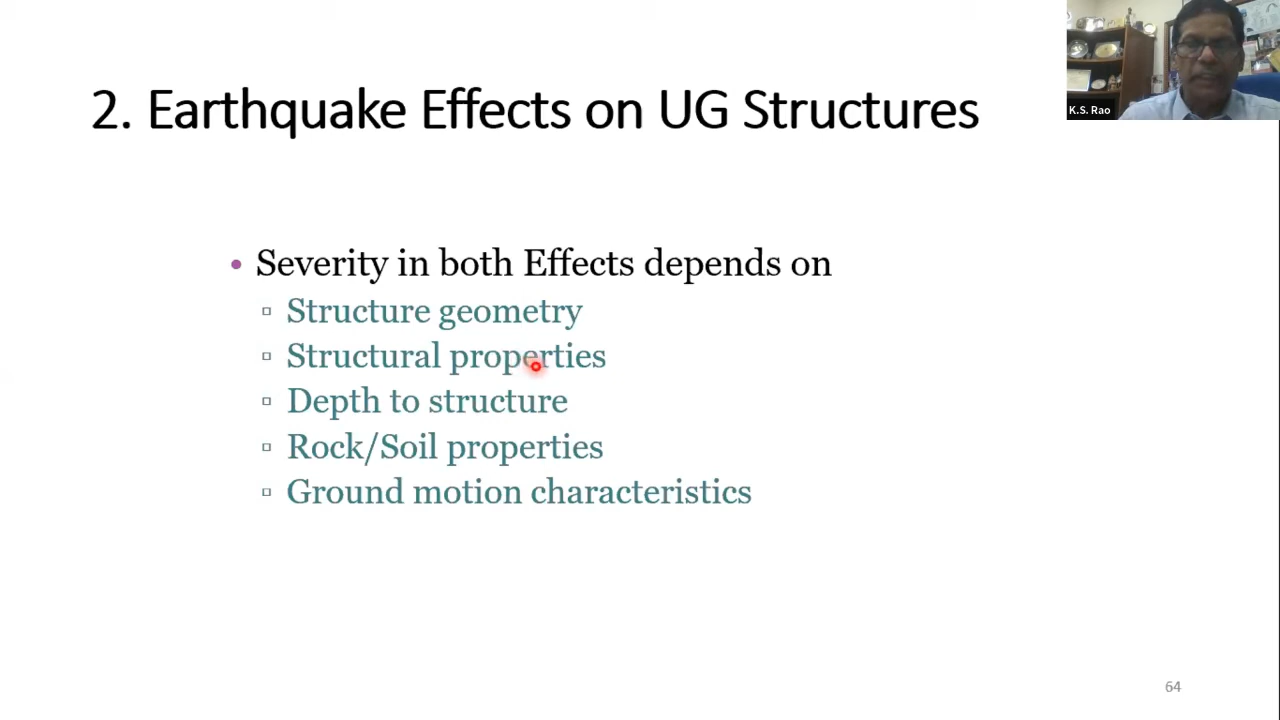 2. Earthquake Effects on UG Structures
K.S. Rao
• Severity in both Effects depends on
▫ Structure geometry
▫ Structural properties
▫ Depth to structure
▫ Rock/Soil properties
▫ Ground motion characteristics
64